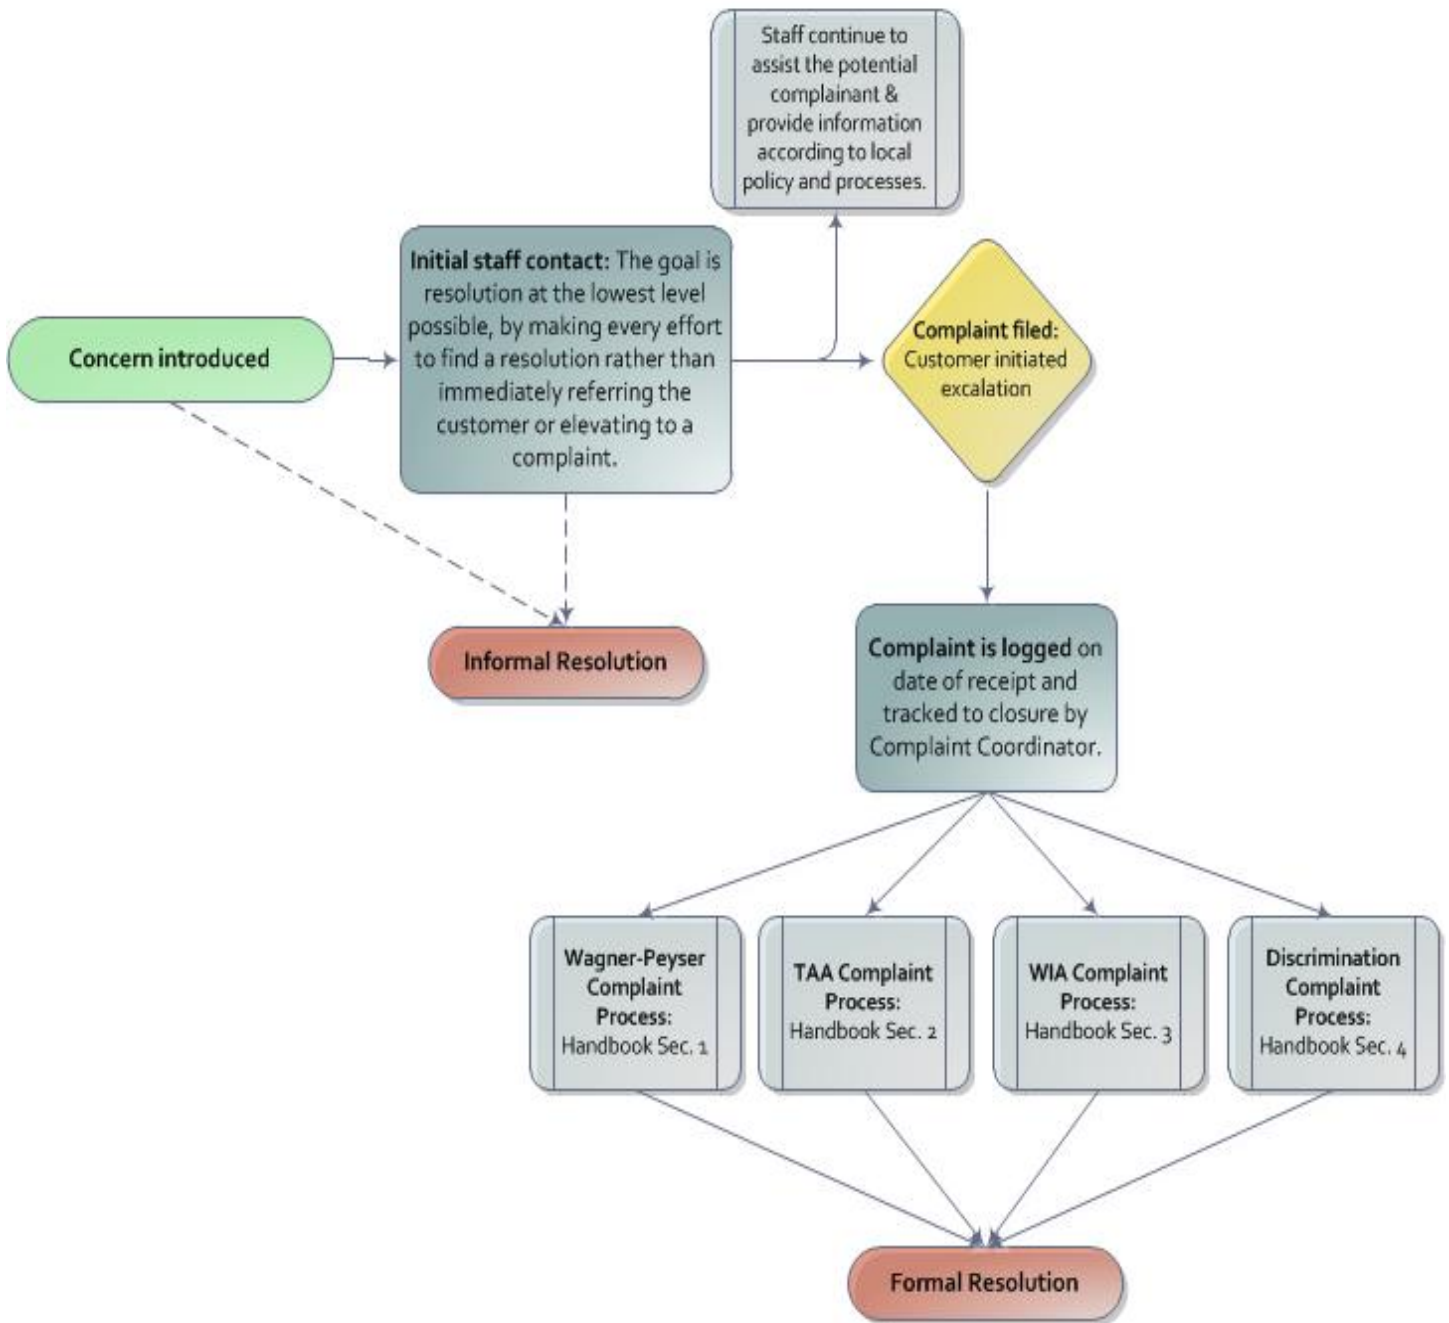 Staff continue to
assist the potential
complainant &
provide information
according to local
policy and processes.
Initial staff contact: The goal is
resolution at the lowest level
possible, by making every effort
to find a resolution rather than
immediately referring the
customer or elevating to a
complaint.
Concern introduced
Complaint filed:
Customer initiated
excalation
Informal Resolution
Complaint is logged on
date of receipt and
tracked to closure by
Complaint Coordinator.
Wagner-Peyser
Complaint
Process:
Handbook Sec. 1
TAA Complaint
Process:
Handbook Sec. 2
WIA Complaint
Process:
Handbook Sec. 3
Discrimination
Complaint
Process:
Handbook Sec. 4
Formal Resolution